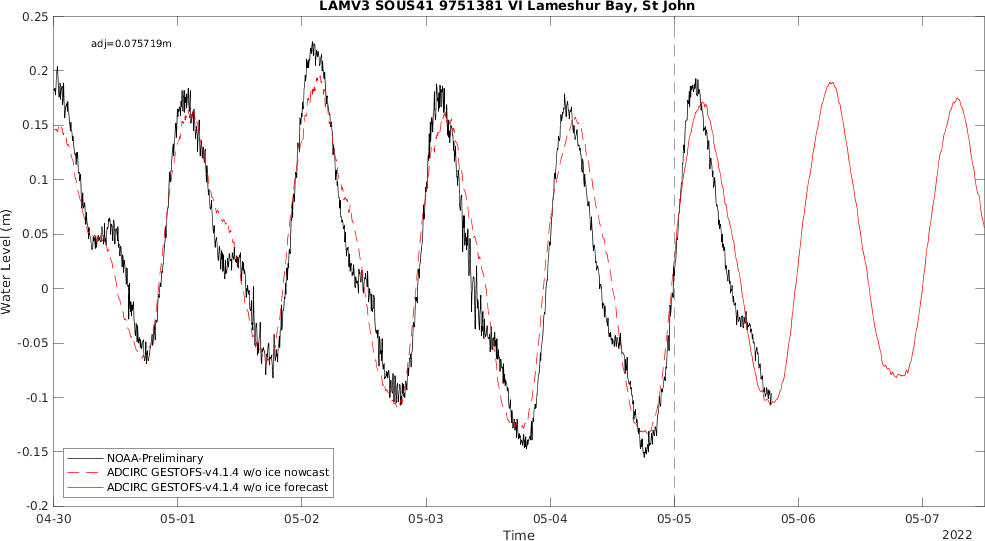 LAMV3 SOUS41 9751381 VI Lameshur Bay, St John
adj=0.075719m
0.25
0.2
0.15
0.1
0.05
0
-0.05
-0.1
-0.15
-0.2
Water Level (m)
NOAA-Preliminary
ADCIRC GESTOFS-v4.1.4 w/o ice nowcast
ADCIRC GESTOFS-v4.1.4 w/o ice forecast
04-30 05-01 05-02 05-03 05-04 05-05 05-06 05-07
Time
2022